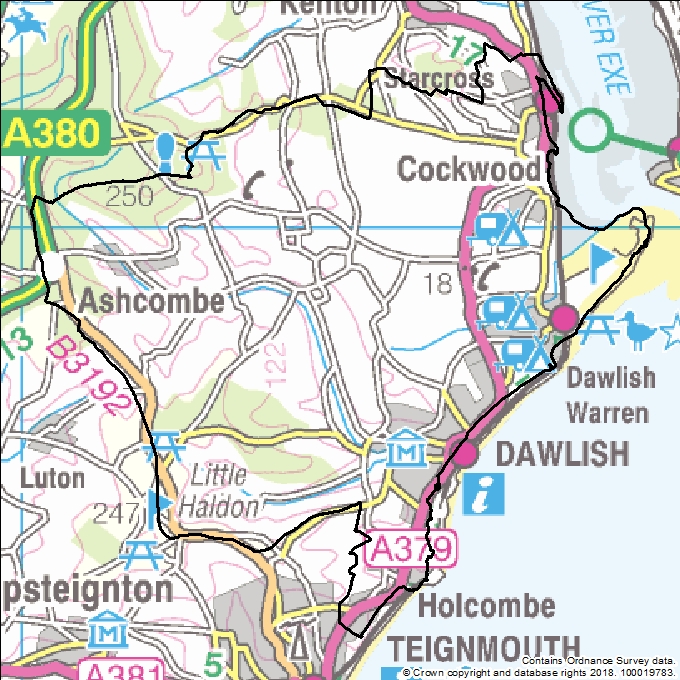 Kenton
17
VER EXE
Starcross
A380
Cockwood
250
18
Ashcombe
13
B3192
122
Dawlish
Warren
DAWLISH
Luton
Little
Haldon
247
i
A379
psteignton
Holcombe
TEIGNMOUTH
5
A381
Contains Ordnance Survey data.
© Crown copyright and database rights 2018. 100019783.